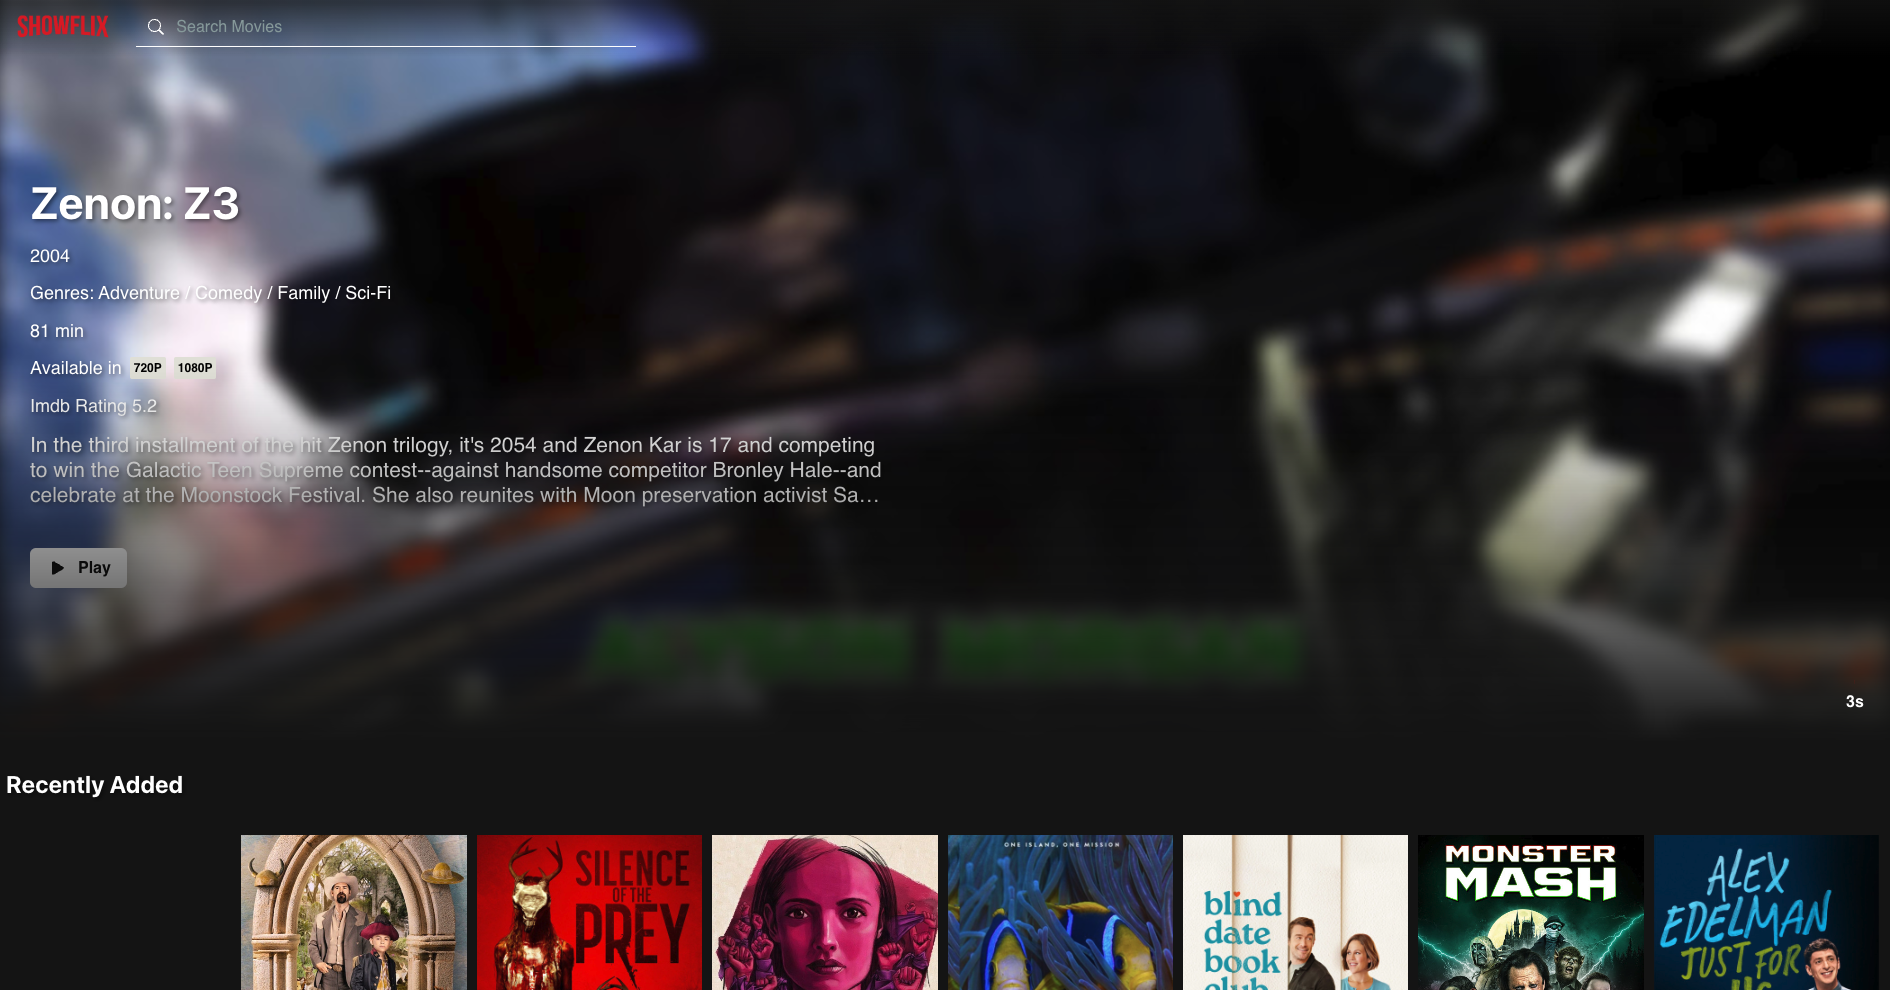 SHOWFLIX
Search Movies
Zenon: Z3
2004
Genres: Adventure / Comedy / Family / Sci-Fi
81 min
Available in 720P 1080P
Imdb Rating 5.2
In the third installment of the hit Zenon trilogy, it's 2054 and Zenon Kar is 17 and competing
to win the Galactic Teen Supreme contest--against handsome competitor Bronley Hale--and
celebrate at the Moonstock Festival. She also reunites with Moon preservation activist Sa…
Play
3s
Recently Added
SILENCE
OF THE
PREY
ONE ISLAND, ONE MISSION
blind
date
book
club
MONSTER
MASH
ALEX
EDELMAN
JUST FOR
US